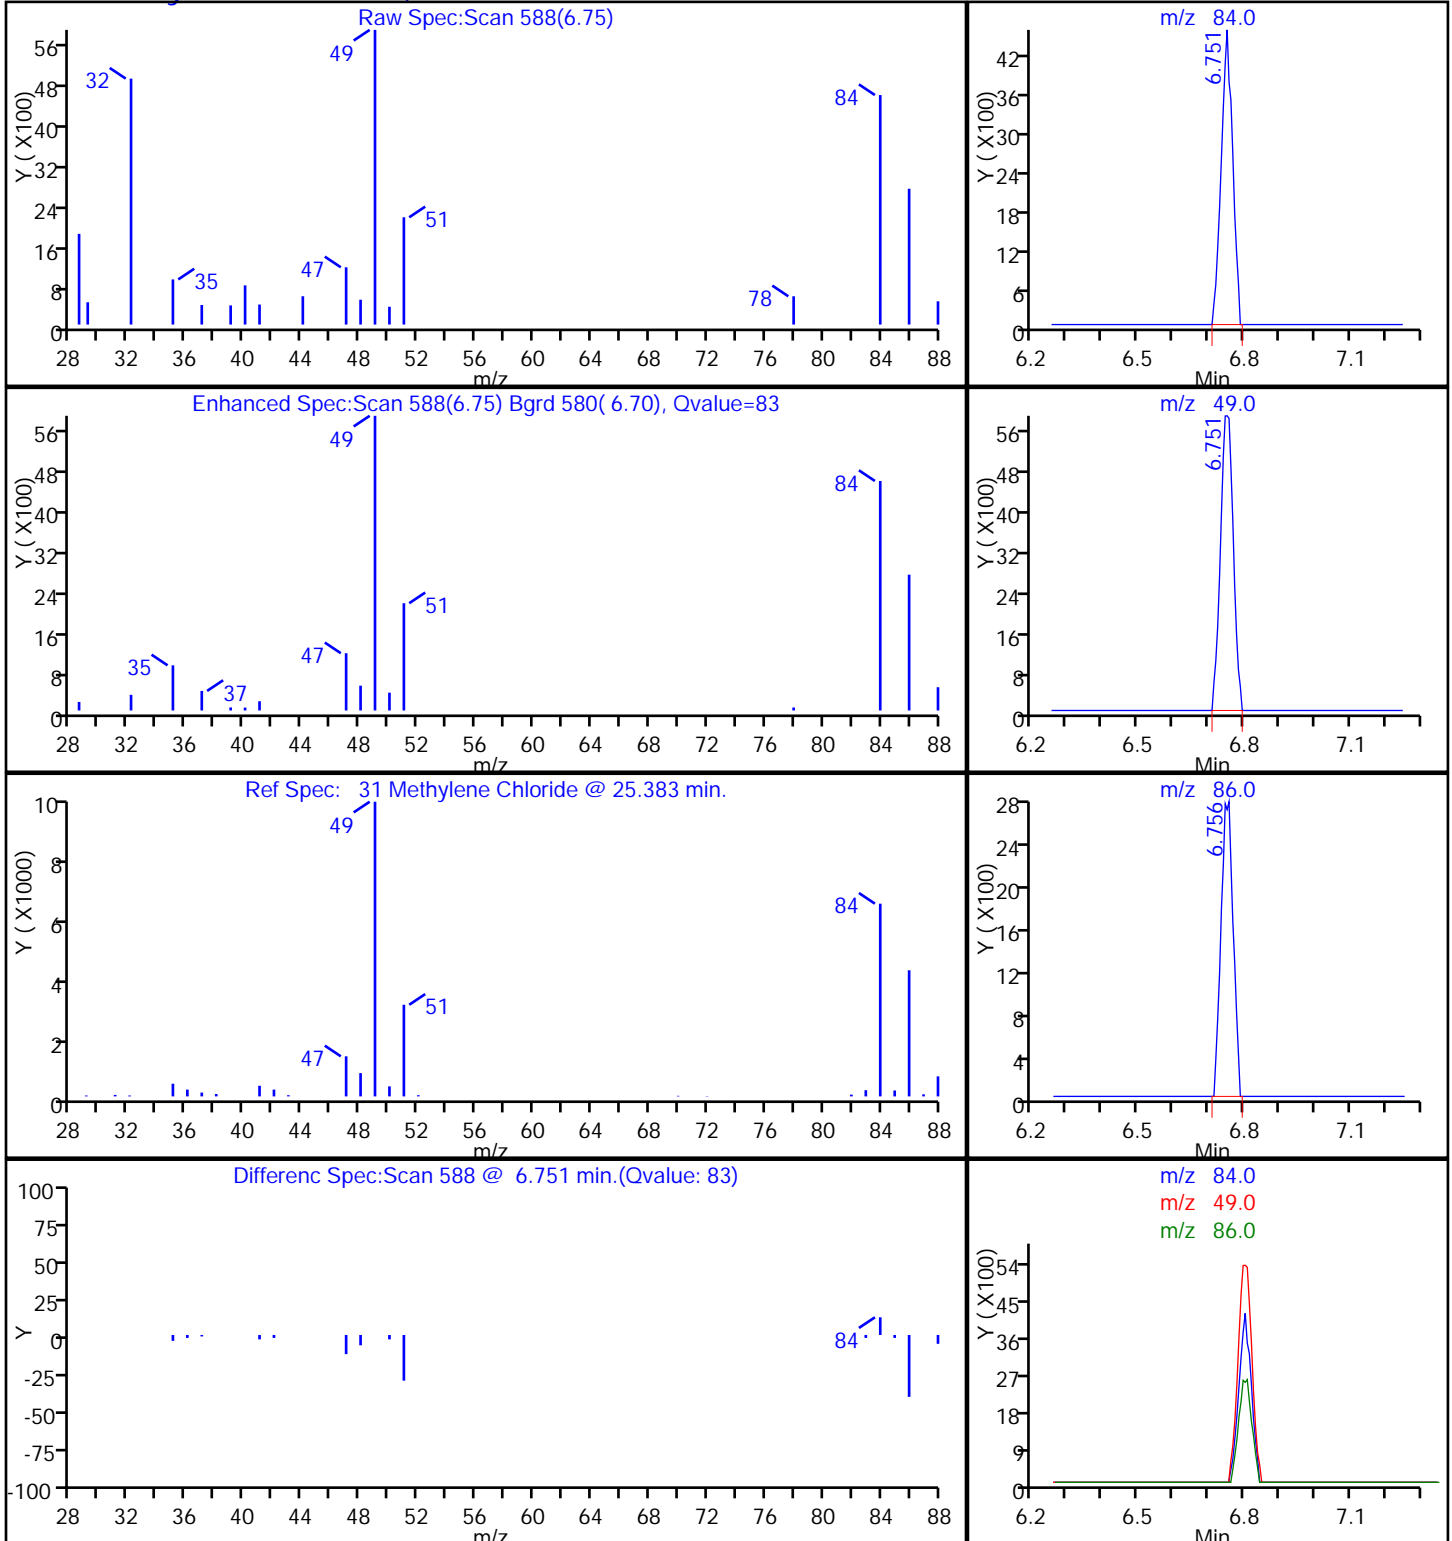 Raw Spec:Scan 588(6.75)
Y ( X100)
56
48
40
32
24
16
8
0
32
35
47
49
51
78
84
28 32 36 40 44 48 52 56 60 64 68 72 76 80 84 88
m/z
m/z 84.0
Y ( X100)
42
36
30
24
18
12
6
0
6.751
6.2 6.5 6.8 7.1
Min
Enhanced Spec:Scan 588(6.75) Bgrd 580( 6.70), Qvalue=83
Y ( X100)
56
48
40
32
24
16
8
0
35
37
47
49
51
84
28 32 36 40 44 48 52 56 60 64 68 72 76 80 84 88
m/z
m/z 49.0
Y ( X100)
56
48
40
32
24
16
8
0
6.751
6.2 6.5 6.8 7.1
Min
Ref Spec: 31 Methylene Chloride @ 25.383 min.
Y ( X1000)
10
8
6
4
2
0
47
49
51
84
28 32 36 40 44 48 52 56 60 64 68 72 76 80 84 88
m/z
m/z 86.0
Y ( X100)
28
24
20
16
12
8
4
0
6.756
6.2 6.5 6.8 7.1
Min
Differenc Spec:Scan 588 @ 6.751 min.(Qvalue: 83)
Y
100
75
50
25
0
-25
-50
-75
-100
84
28 32 36 40 44 48 52 56 60 64 68 72 76 80 84 88
m/z
m/z 84.0
m/z 49.0
m/z 86.0
Y ( X100)
54
45
36
27
18
9
0
6.2 6.5 6.8 7.1
Min